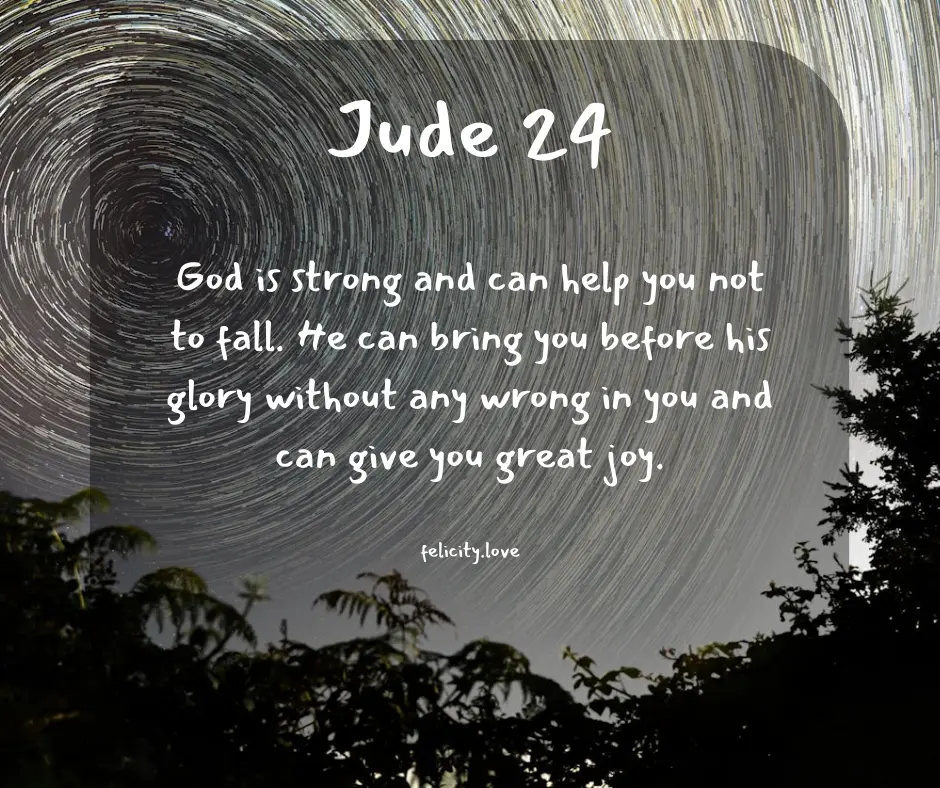 Jude 24
God is strong and can help you not
to fall. He can bring you before his
glory without any wrong in you and
can give you great joy.
felicity.love